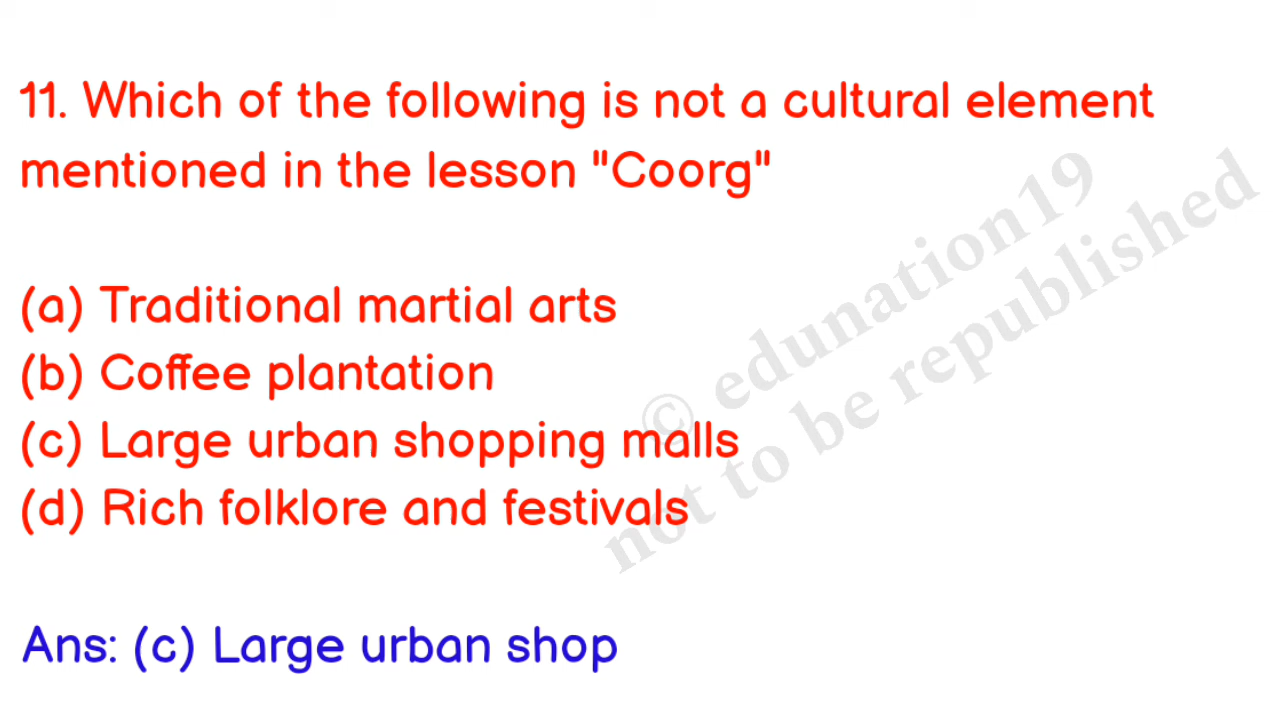 11. Which of the following is not a cultural element
mentioned in the lesson "Coorg"
(a) Traditional martial arts
(b) Coffee plantation
(c) Large urban shopping malls
(d) Rich folklore and festivals
Ans: (c) Large urban shop
© edunation19
not to be republished